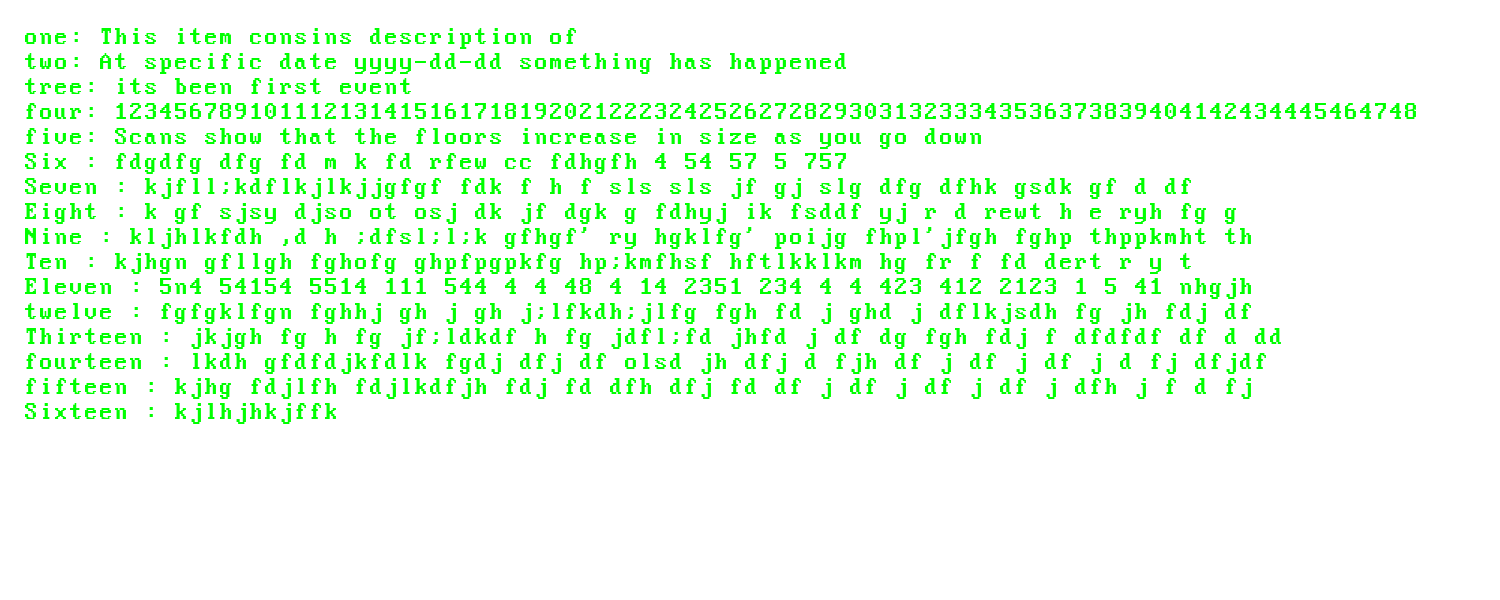 one: This item consins description of
two: At specific date yyyy-dd-dd something has happened
tree: its been first event
four: 123456789101112131415161718192021222324252627282930313233343536373839404142434445464748
five: Scans show that the floors increase in size as you go down
Six : fdgdfg dfg fd m k fd rfew cc fdhgfh 4 54 57 5 757
Seven : kjfll;kdflkjlkjjgfgf fdk f h f sls sls jf gj slg dfg dfhk gsdk gf d df
Eight : k gf sjsy djso ot osj dk jf dgk g fdhyj ik fsddf yj r d rewt h e ryh fg g
Nine : kljhlkfdh ,d h ;dfsl;l;k gfhgf' ry hgklfg' poijg fhpl'jfgh fghp thppkmht th
Ten : kjhgn gfllgh fghofg ghpfpgpkfg hp;kmfhsf hftlkklkm hg fr f fd dert r y t
Eleven : 5n4 54154 5514 111 544 4 4 48 4 14 2351 234 4 4 423 412 2123 1 5 41 nhgjh
twelve : fgfgklfgn fghhj gh j gh j;lfkdh;jlfg fgh fd j ghd j dflkjsdh fg jh fdj df
Thirteen : jkjgh fg h fg jf;ldkdf h fg jdfl;fd jhfd j df dg fgh fdj f dfdfdf df d dd
fourteen : lkdh gfdfdjkfdlk fgdj dfj df olsd jh dfj d fjh df j df j df j d fj dfjdf
fifteen : kjhg fdjlfh fdjlkdfjh fdj fd dfh dfj fd df j df j df j df j dfh j f d fj
Sixteen : kjlhjhkjffk